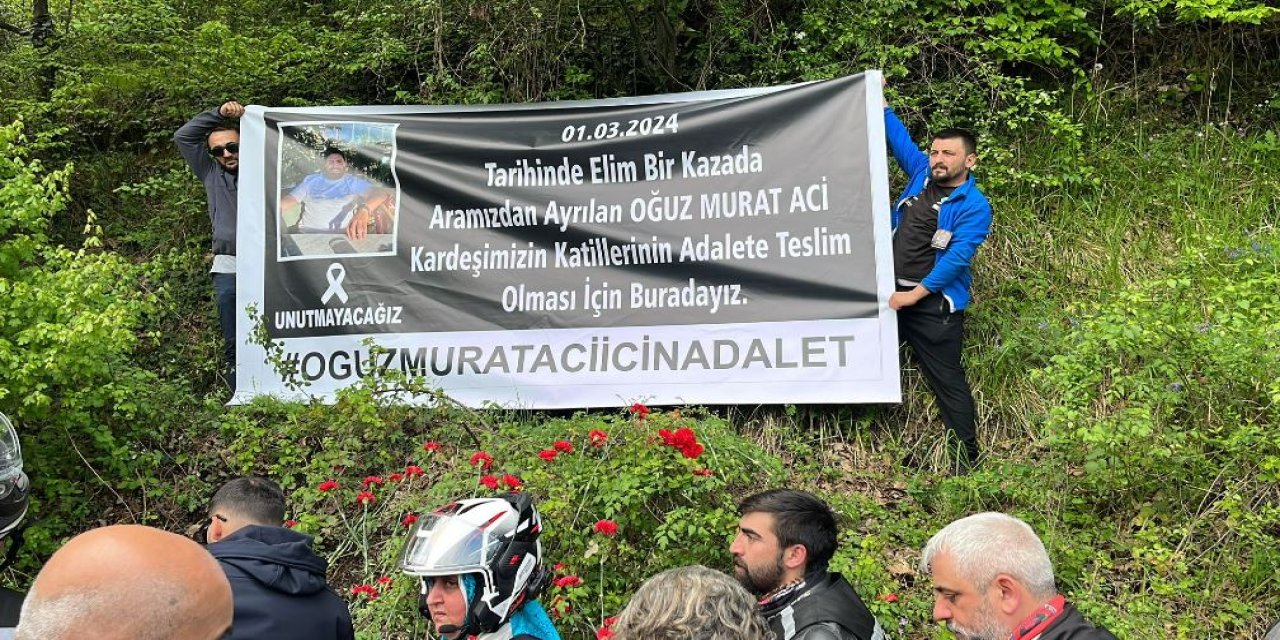 01.03.2024
Tarihinde Elim Bir Kazada
Aramızdan Ayrılan OĞUZ MURAT ACİ
Kardeşimizin Katillerinin Adalete Teslim
Olması İçin Buradayız.
UNUTMAYACAĞIZ
#OGUZMURATACIICINADALET